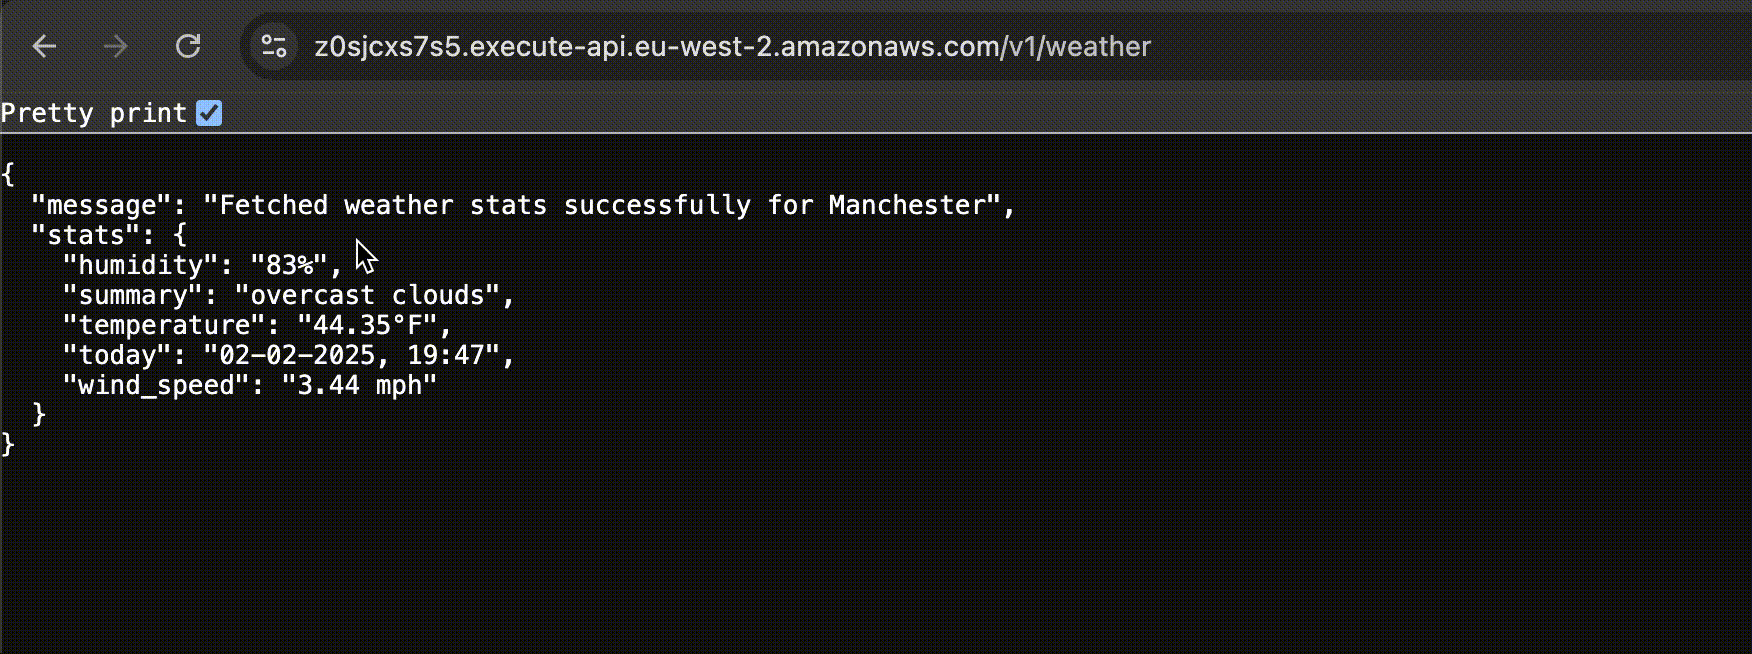 z0sjcxs7s5.execute-api.eu-west-2.amazonaws.com/v1/weather
Pretty print
{
  "message": "Fetched weather stats successfully for Manchester",
  "stats": {
    "humidity": "83%",
    "summary": "overcast clouds",
    "temperature": "44.35°F",
    "today": "02-02-2025, 19:47",
    "wind_speed": "3.44 mph"
  }
}